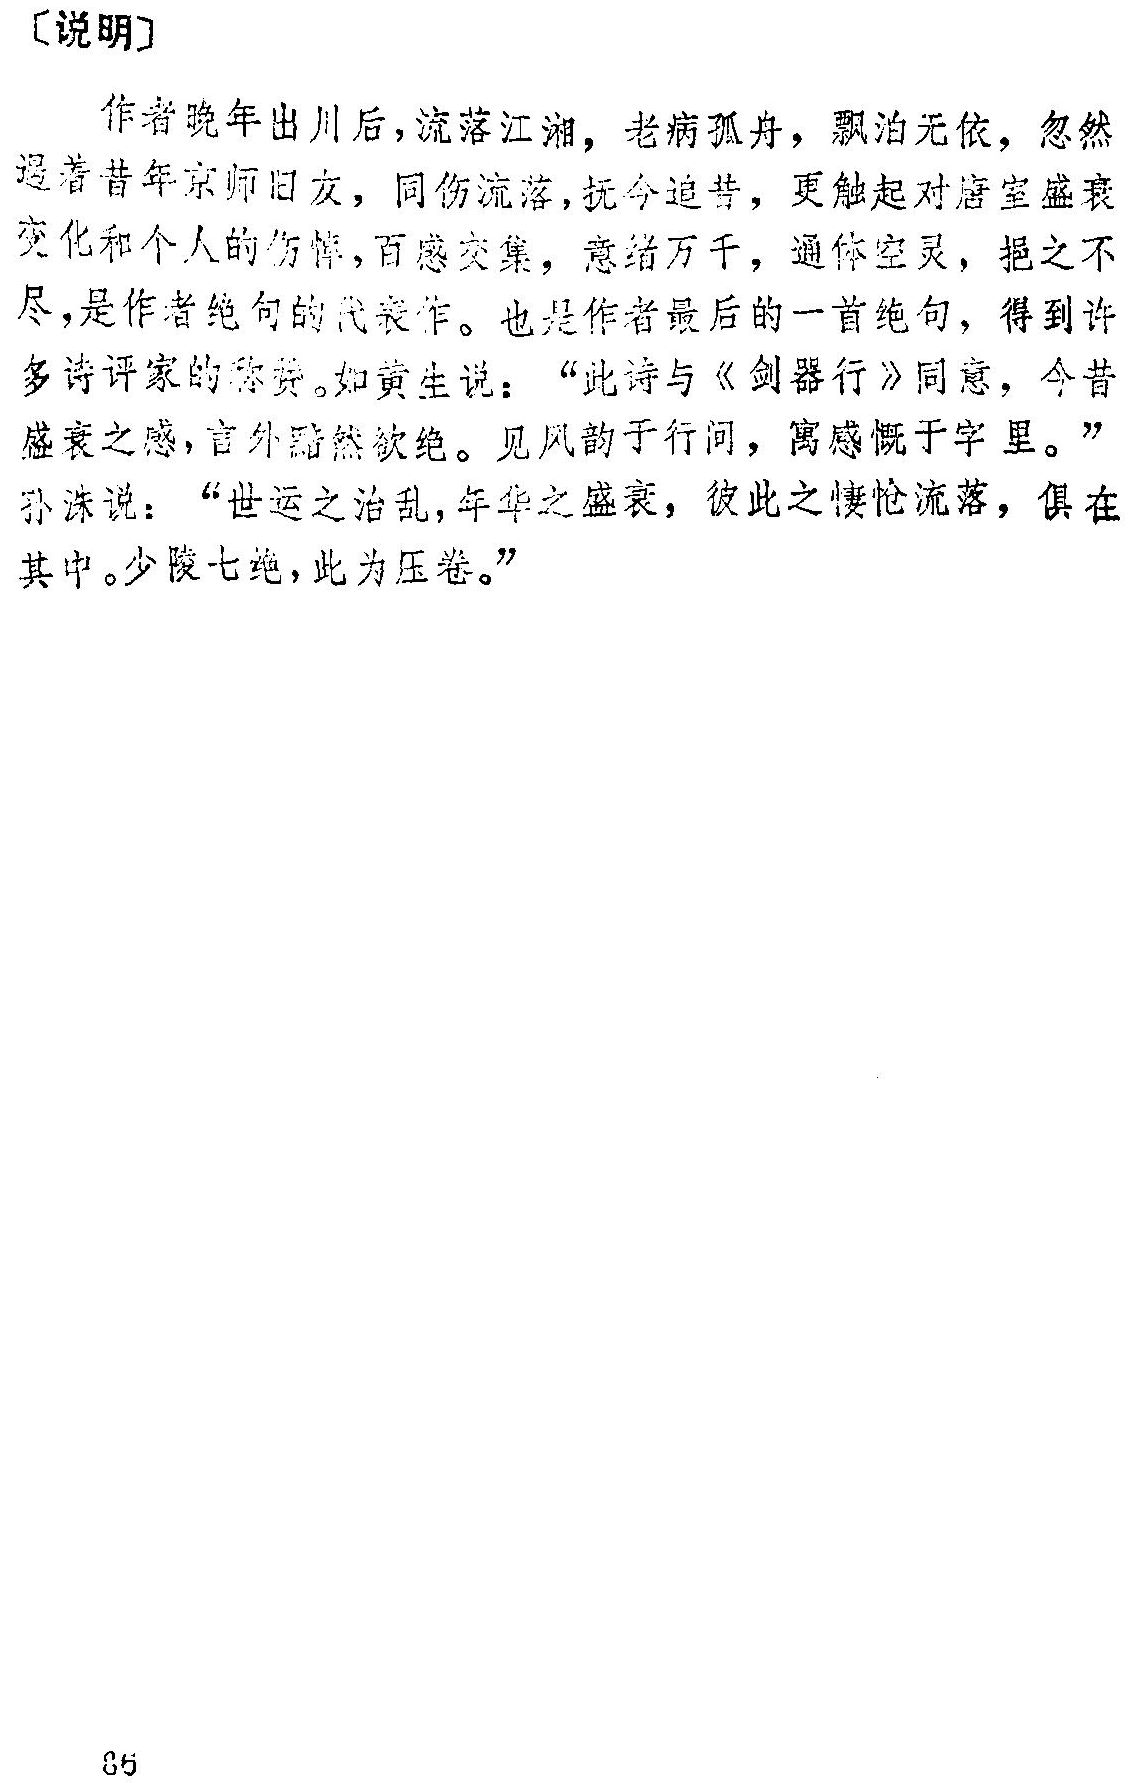 〔说明〕
作者晚年出川后，流落江湘，老病孤舟，飘泊无依，忽然
遇着昔年京师旧友，同伤流落，抚今追昔，更触起对唐室盛衰
变化和个人的伤悼，百感交集，意绪万千，通体空灵，挹之不
尽，是作者绝句的代表作。也是作者最后的一首绝句，得到许
多诗评家的称赞。如黄生说：“此诗与《剑器行》同意，今昔
盛衰之感，言外黯然欲绝。见风韵于行间，寓感慨于字里。”
孙洙说：“世运之治乱，年华之盛衰，彼此之悽怆流落，俱在
其中。少陵七绝，此为压卷。”